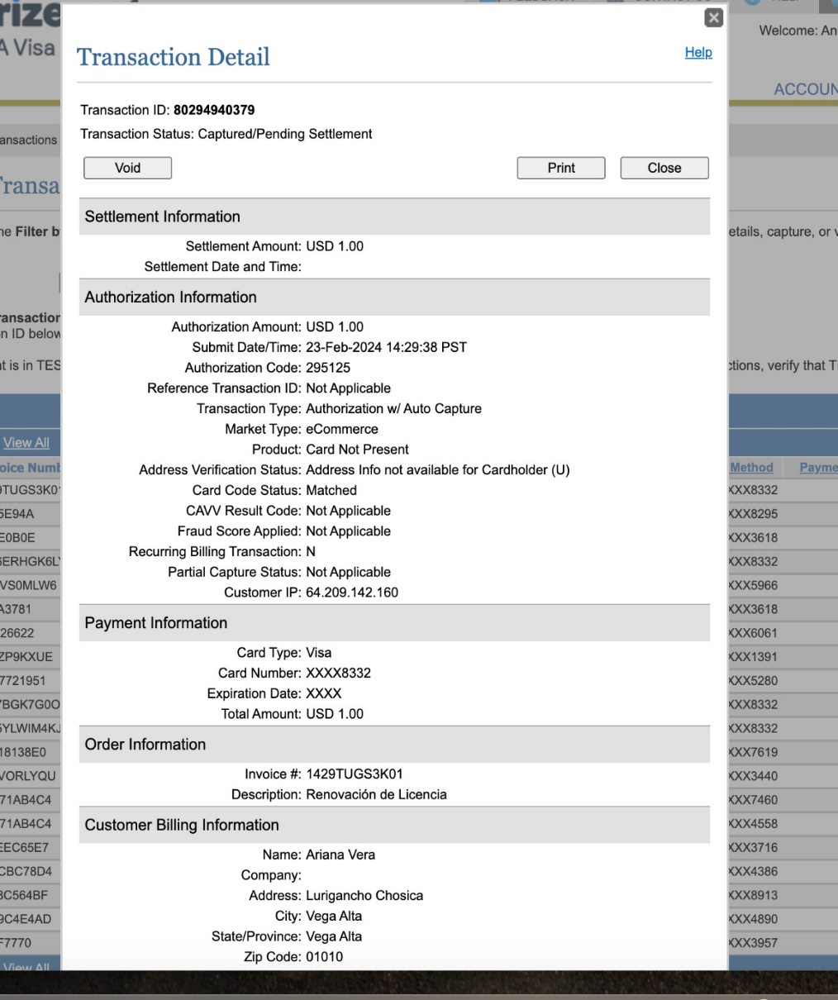 rize
A Visa
Welcome: An
ACCOUN
ansactions
Transa
he Filter b
etails, capture, or v
ransaction
n ID below
t is in TES
ctions, verify that T
View All
oice Numb
Method Payme
9TUGS3K0
XXX8332
5E94A
XXX8295
E0B0E
XXX3618
SERHGK6L
XXX8332
VS0MLW6
XXX5966
A3781
XXX3618
26622
XXX6061
ZP9KXUE
XXX1391
7721951
XXX5280
7BGK7G0O
XXX8332
5YLWIM4KJ
XXX8332
18138E0
XXX7619
VORLYQU
XXX3440
71AB4C4
XXX7460
71AB4C4
XXX4558
EEC65E7
XXX3716
CBC78D4
XXX4386
8C564BF
XXX8913
9C4E4AD
XXX4890
F7770
XXX3957
View All
Transaction Detail
Help
Transaction ID: 80294940379
Transaction Status: Captured/Pending Settlement
Void Print Close
Settlement Information
Settlement Amount: USD 1.00
Settlement Date and Time:
Authorization Information
Authorization Amount: USD 1.00
Submit Date/Time: 23-Feb-2024 14:29:38 PST
Authorization Code: 295125
Reference Transaction ID: Not Applicable
Transaction Type: Authorization w/ Auto Capture
Market Type: eCommerce
Product: Card Not Present
Address Verification Status: Address Info not available for Cardholder (U)
Card Code Status: Matched
CAVV Result Code: Not Applicable
Fraud Score Applied: Not Applicable
Recurring Billing Transaction: N
Partial Capture Status: Not Applicable
Customer IP: 64.209.142.160
Payment Information
Card Type: Visa
Card Number: XXXX8332
Expiration Date: XXXX
Total Amount: USD 1.00
Order Information
Invoice #: 1429TUGS3K01
Description: Renovación de Licencia
Customer Billing Information
Name: Ariana Vera
Company:
Address: Lurigancho Chosica
City: Vega Alta
State/Province: Vega Alta
Zip Code: 01010